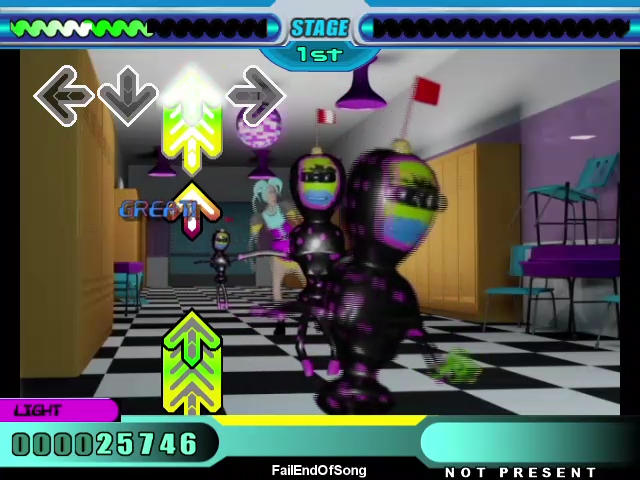 STAGE
1st
GREAT
LIGHT
000025746
FailEndOfSong
NOT PRESENT